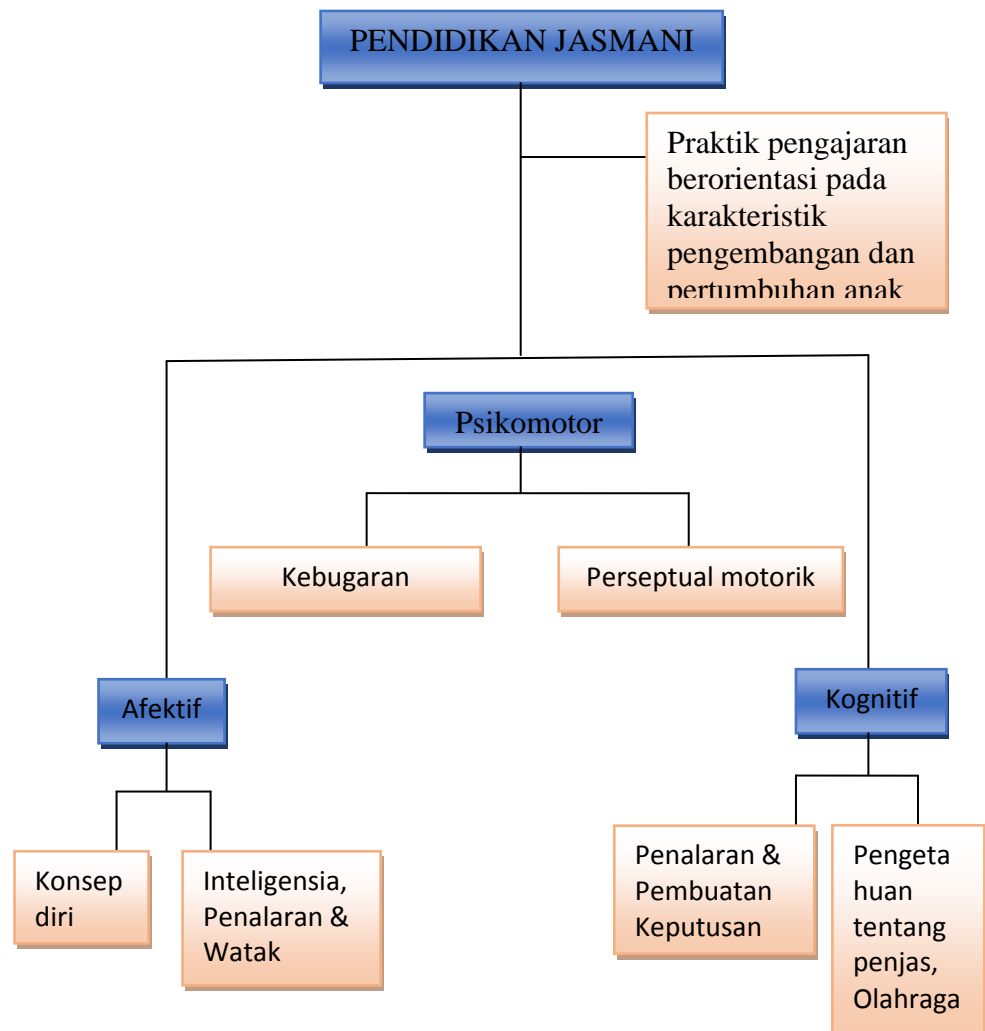 PENDIDIKAN JASMANI
Praktik pengajaran
berorientasi pada
karakteristik
pengembangan dan
pertumbuhan anak
Psikomotor
Kebugaran
Perseptual motorik
Afektif
Kognitif
Konsep
diri
Inteligensia,
Penalaran &
Watak
Penalaran &
Pembuatan
Keputusan
Pengeta
huan
tentang
penjas,
Olahraga